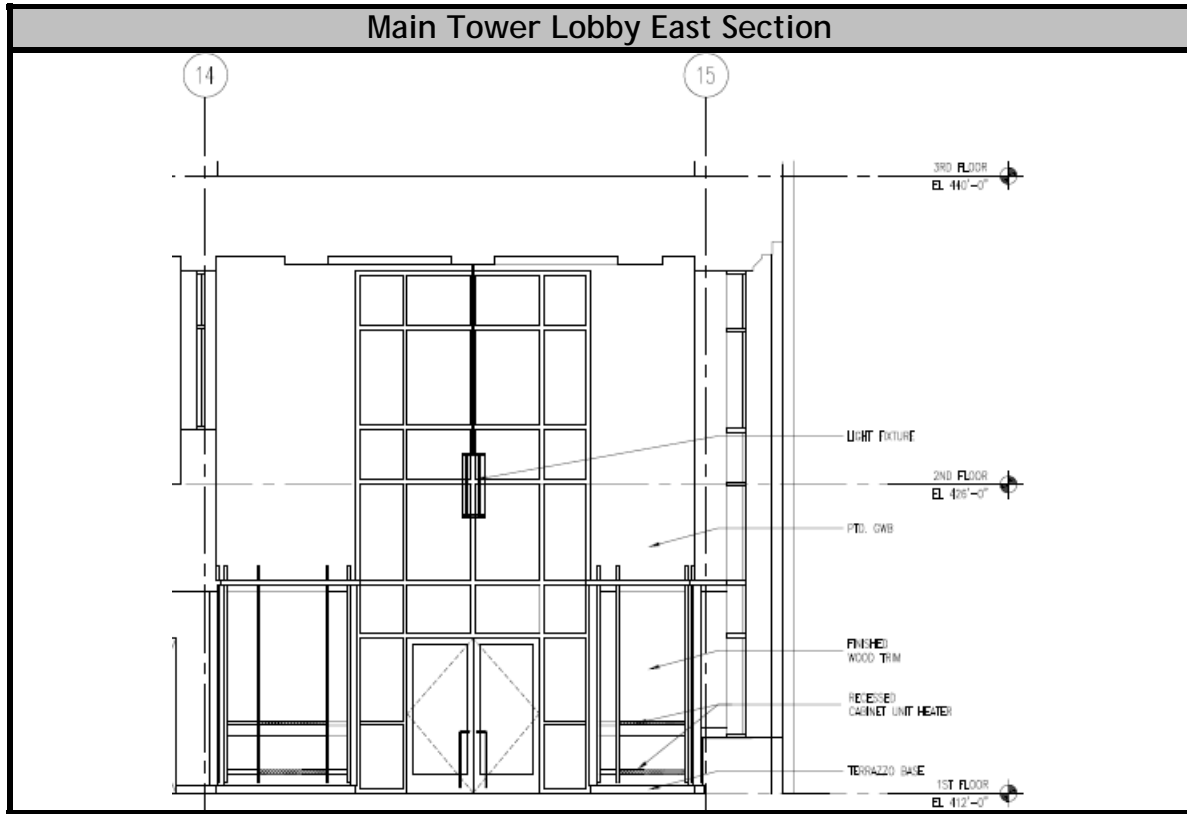 Main Tower Lobby East Section
14
15
3RD FLOOR
EL 440'-0"
LIGHT FIXTURE
2ND FLOOR
EL 426'-0"
PTD. GWB
FINISHED
WOOD TRIM
RECESSED
CABINET UNIT HEATER
TERRAZZO BASE
1ST FLOOR
EL 412'-0"